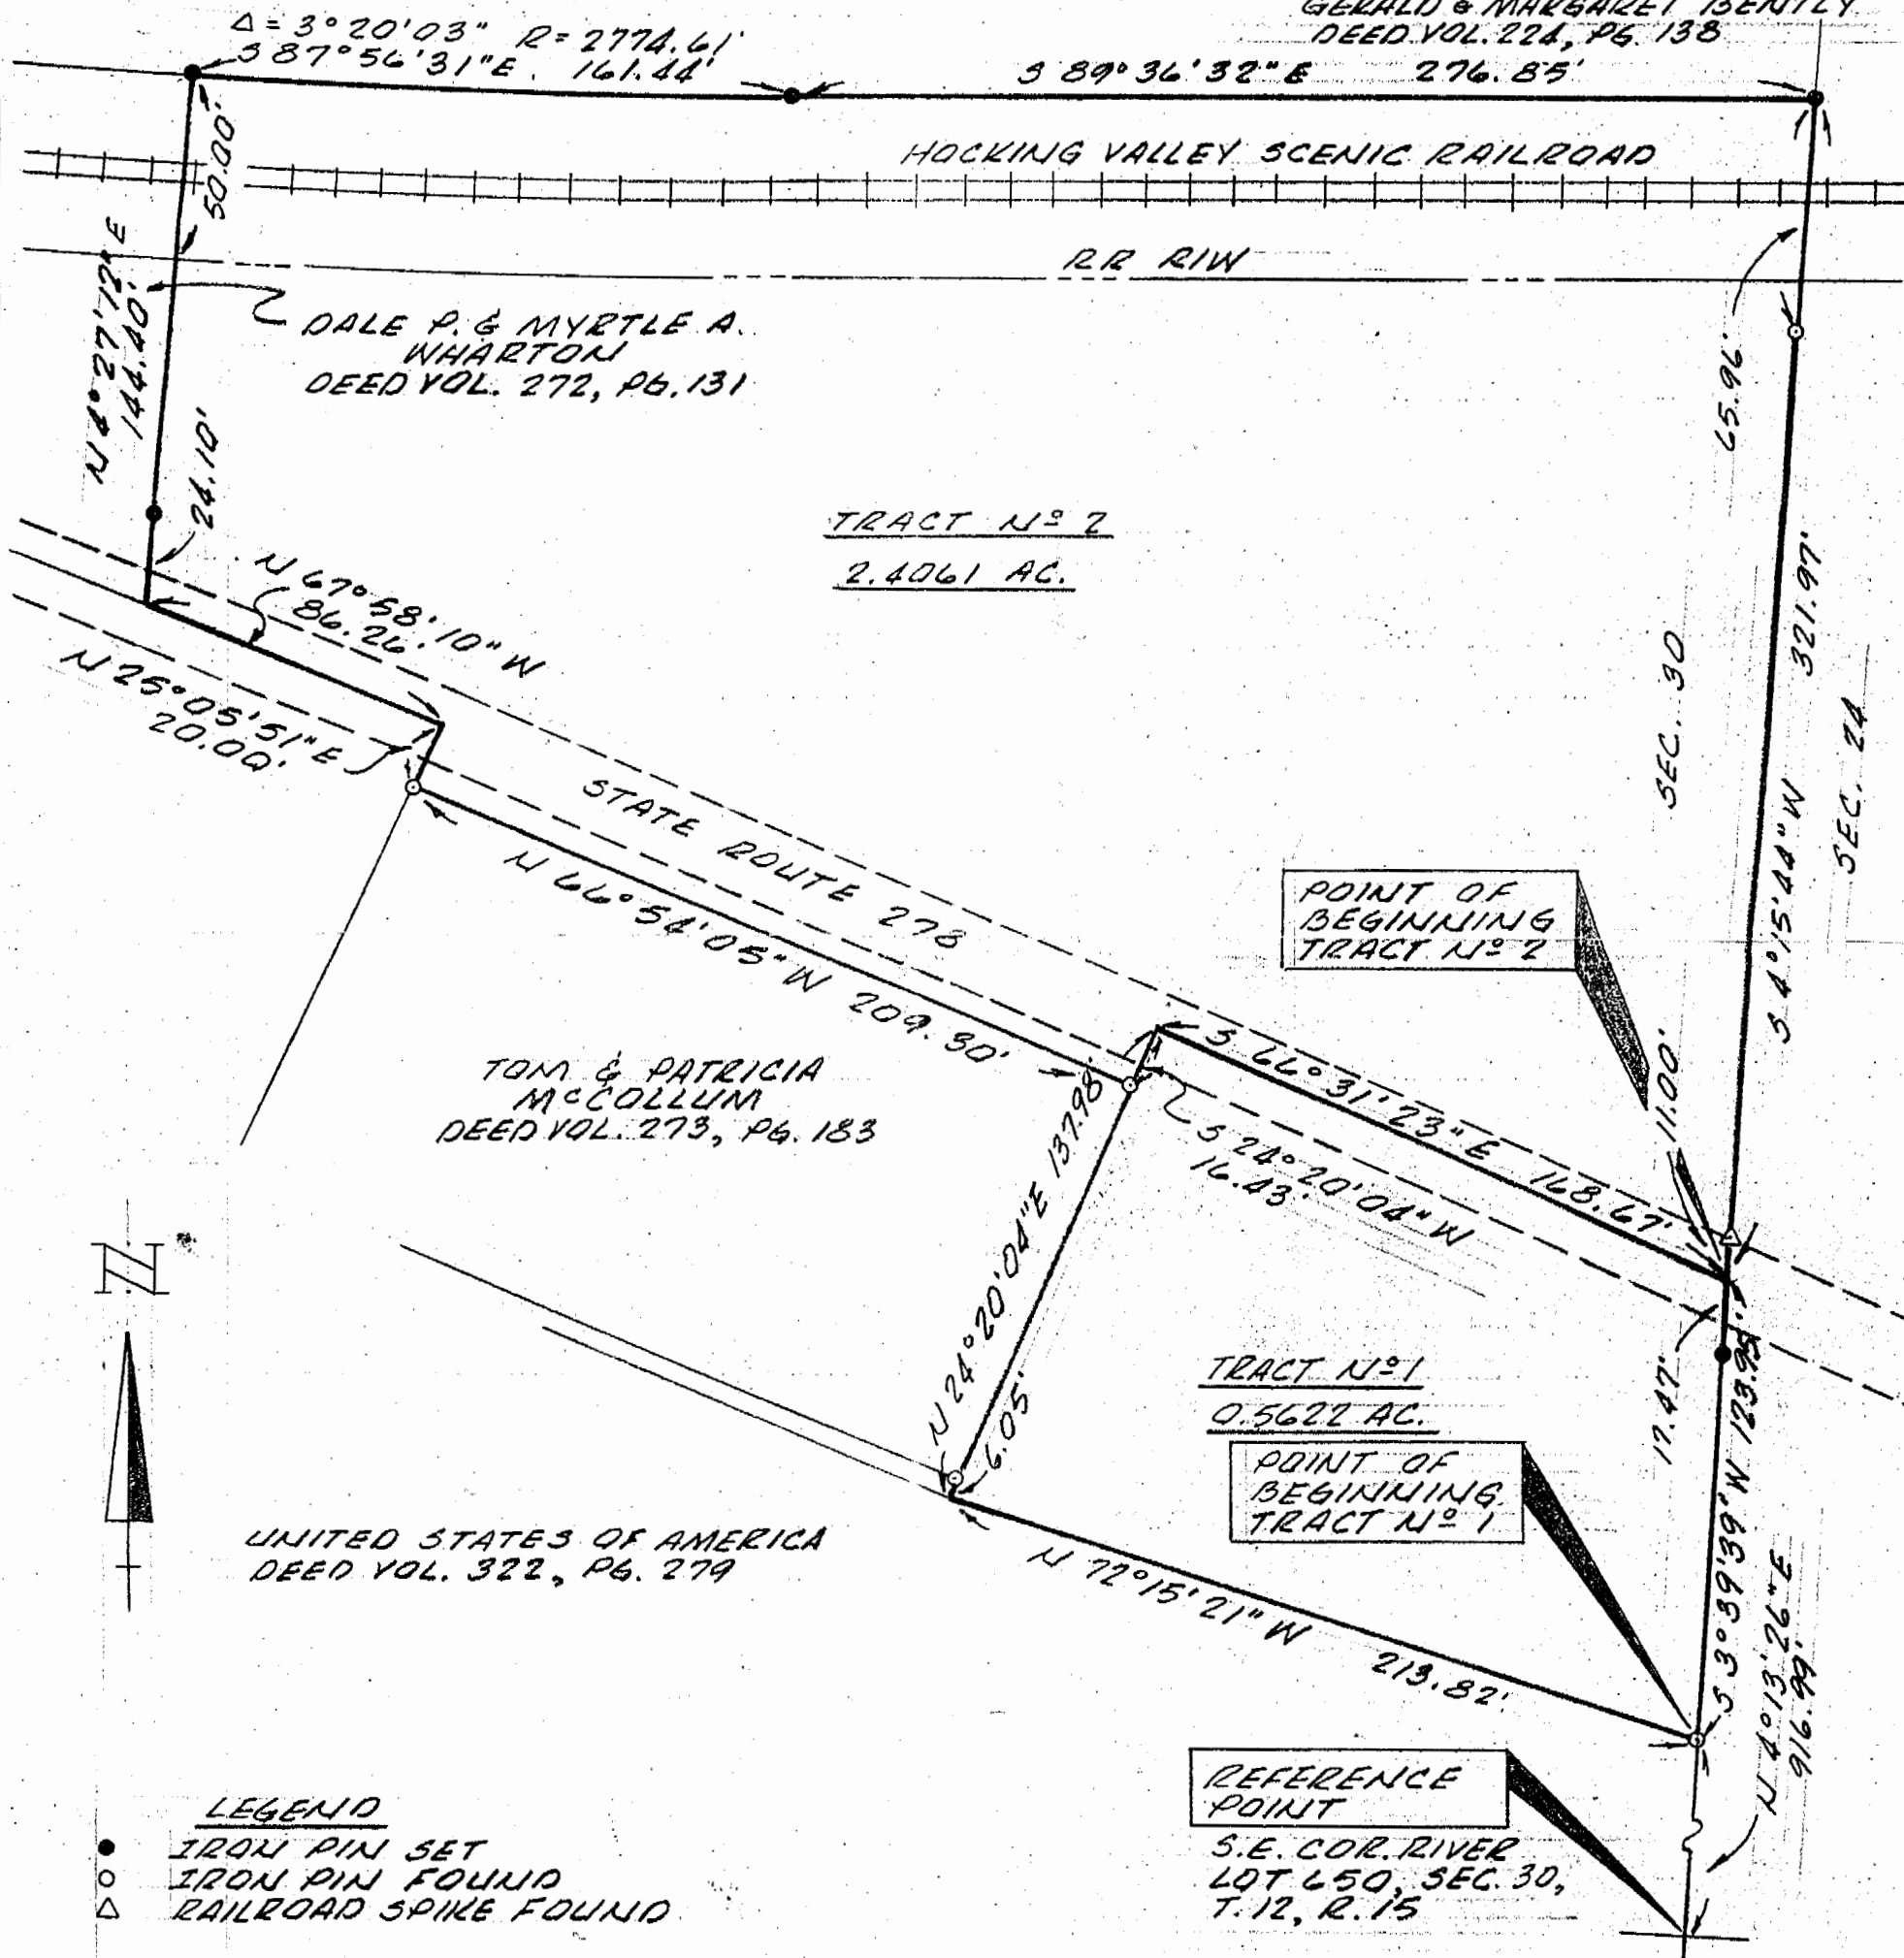 GERALD & MARGARET BENTLY
DEED VOL. 224, PG. 138
Δ = 3°20'03" R = 2774.61'
S 87°56'31"E. 161.44'
S 89°36'32"E 276.85'
50.00'
HOCKING VALLEY SCENIC RAILROAD
RR R/W
N 4°27'12" E
144.40'
DALE P. & MYRTLE A.
WHARTON
DEED VOL. 272, PG. 131
65.96'
24.10'
TRACT Nº 2
2.4061 AC.
N 67°58'10" W
86.26'
N 25°05'51" E
20.00'
SEC. 30
S 4°15'44" W 321.97'
SEC. 24
STATE ROUTE 278
N 66°54'05" W 209.30'
POINT OF
BEGINNING
TRACT Nº 2
11.00'
S 66°31'23" E 168.67'
TOM & PATRICIA
McCOLLUM
DEED VOL. 273, PG. 183
S 24°20'04" W
16.43'
N 24°20'04" E 137.98'
6.05'
N
17.47'
TRACT Nº 1
0.5622 AC.
POINT OF
BEGINNING
TRACT Nº 1
S 3°39'39" W 123.95'
N 4°13'26" E
916.99'
UNITED STATES OF AMERICA
DEED VOL. 322, PG. 279
N 72°15'21" W 213.82'
REFERENCE
POINT
S.E. COR. RIVER
LOT 650, SEC. 30,
T. 12, R. 15
LEGEND
IRON PIN SET
IRON PIN FOUND
RAILROAD SPIKE FOUND